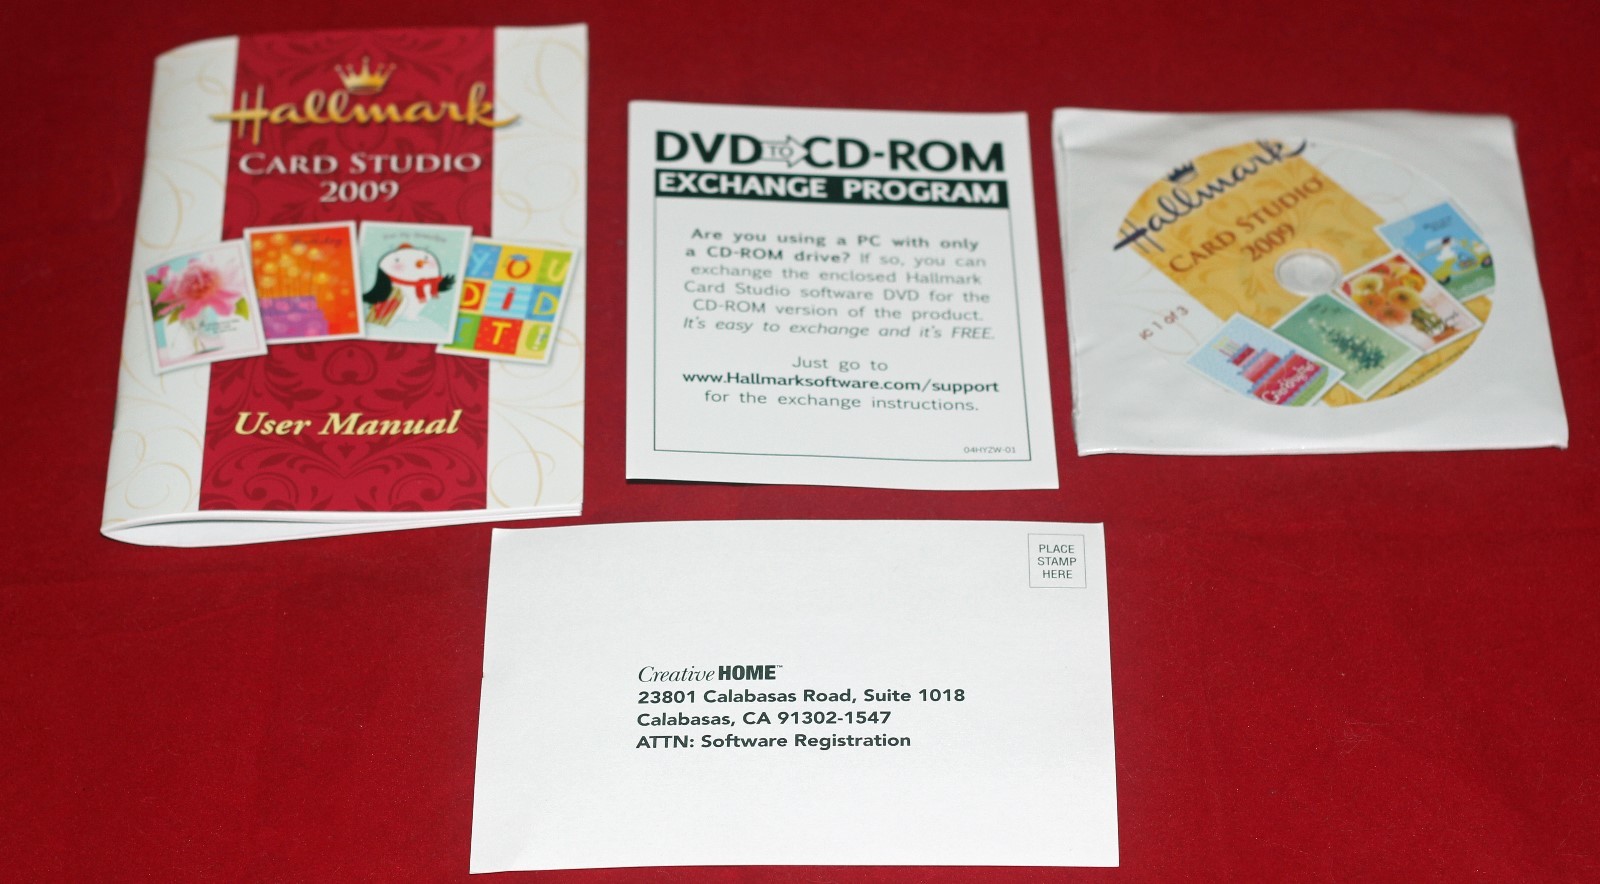 Hallmark
CARD STUDIO
2009
YOU
DID
IT!
User Manual
DVD TO CD-ROM
EXCHANGE PROGRAM
Are you using a PC with only
a CD-ROM drive? If so, you can
exchange the enclosed Hallmark
Card Studio software DVD for the
CD-ROM version of the product.
It's easy to exchange and it's FREE.
Just go to
www.Hallmarksoftware.com/support
for the exchange instructions.
04HYZW-01
Hallmark
CARD STUDIO
2009
1 of 3
PLACE
STAMP
HERE
Creative HOME™
23801 Calabasas Road, Suite 1018
Calabasas, CA 91302-1547
ATTN: Software Registration